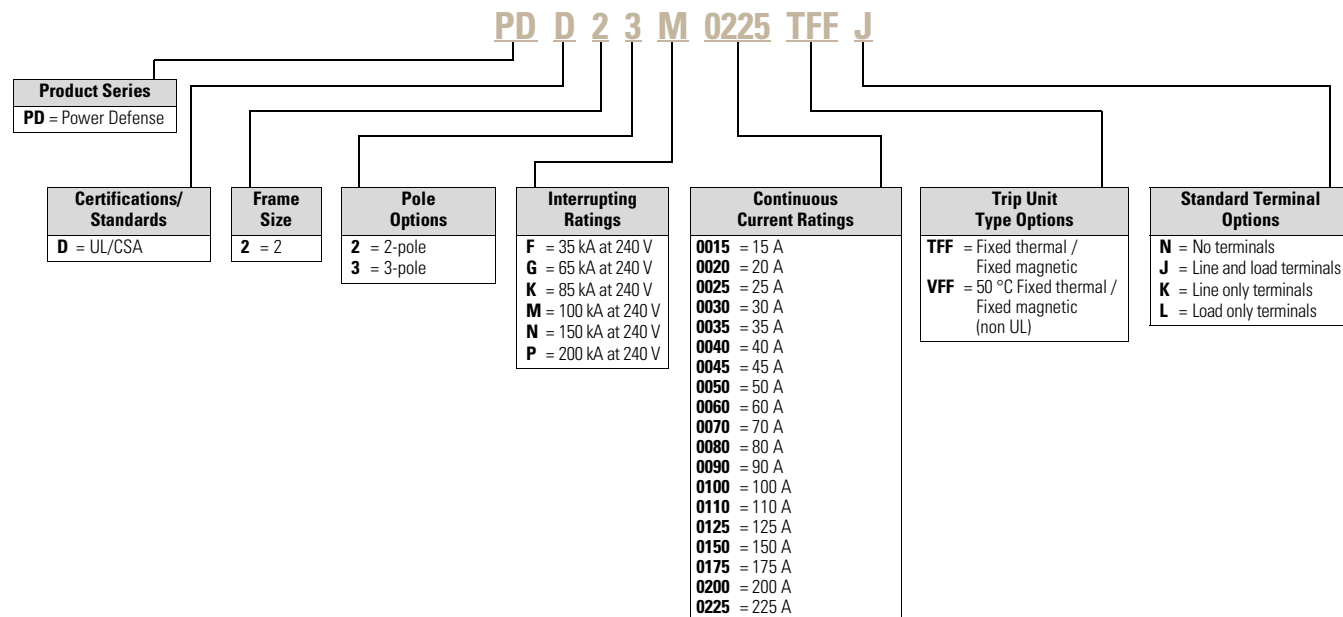 PD D 2 3 M 0225 TFF J
Product Series
PD = Power Defense
Certifications/
Standards
D = UL/CSA
Frame
Size
2 = 2
Pole
Options
2 = 2-pole
3 = 3-pole
Interrupting
Ratings
F = 35 kA at 240 V
G = 65 kA at 240 V
K = 85 kA at 240 V
M = 100 kA at 240 V
N = 150 kA at 240 V
P = 200 kA at 240 V
Continuous
Current Ratings
0015 = 15 A
0020 = 20 A
0025 = 25 A
0030 = 30 A
0035 = 35 A
0040 = 40 A
0045 = 45 A
0050 = 50 A
0060 = 60 A
0070 = 70 A
0080 = 80 A
0090 = 90 A
0100 = 100 A
0110 = 110 A
0125 = 125 A
0150 = 150 A
0175 = 175 A
0200 = 200 A
0225 = 225 A
Trip Unit
Type Options
TFF = Fixed thermal /
Fixed magnetic
VFF = 50 °C Fixed thermal /
Fixed magnetic
(non UL)
Standard Terminal
Options
N = No terminals
J = Line and load terminals
K = Line only terminals
L = Load only terminals